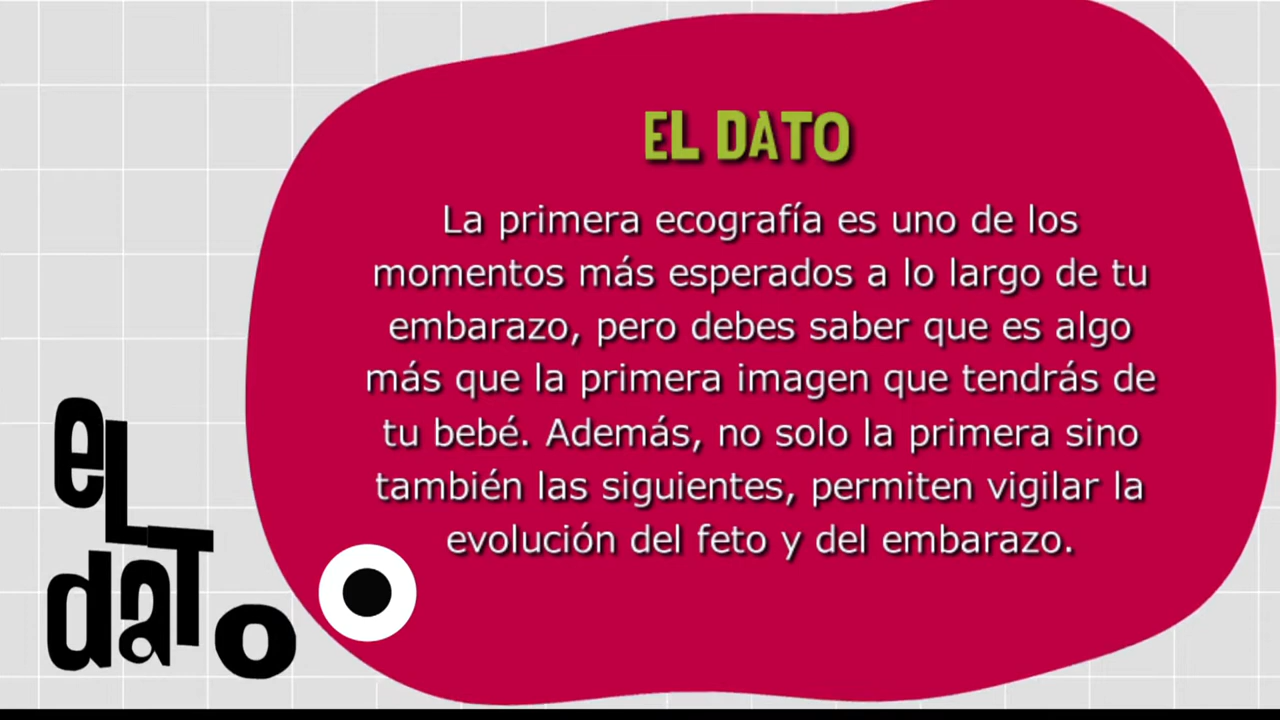 EL DATO
La primera ecografía es uno de los
momentos más esperados a lo largo de tu
embarazo, pero debes saber que es algo
más que la primera imagen que tendrás de
tu bebé. Además, no solo la primera sino
también las siguientes, permiten vigilar la
evolución del feto y del embarazo.
eL
daTo